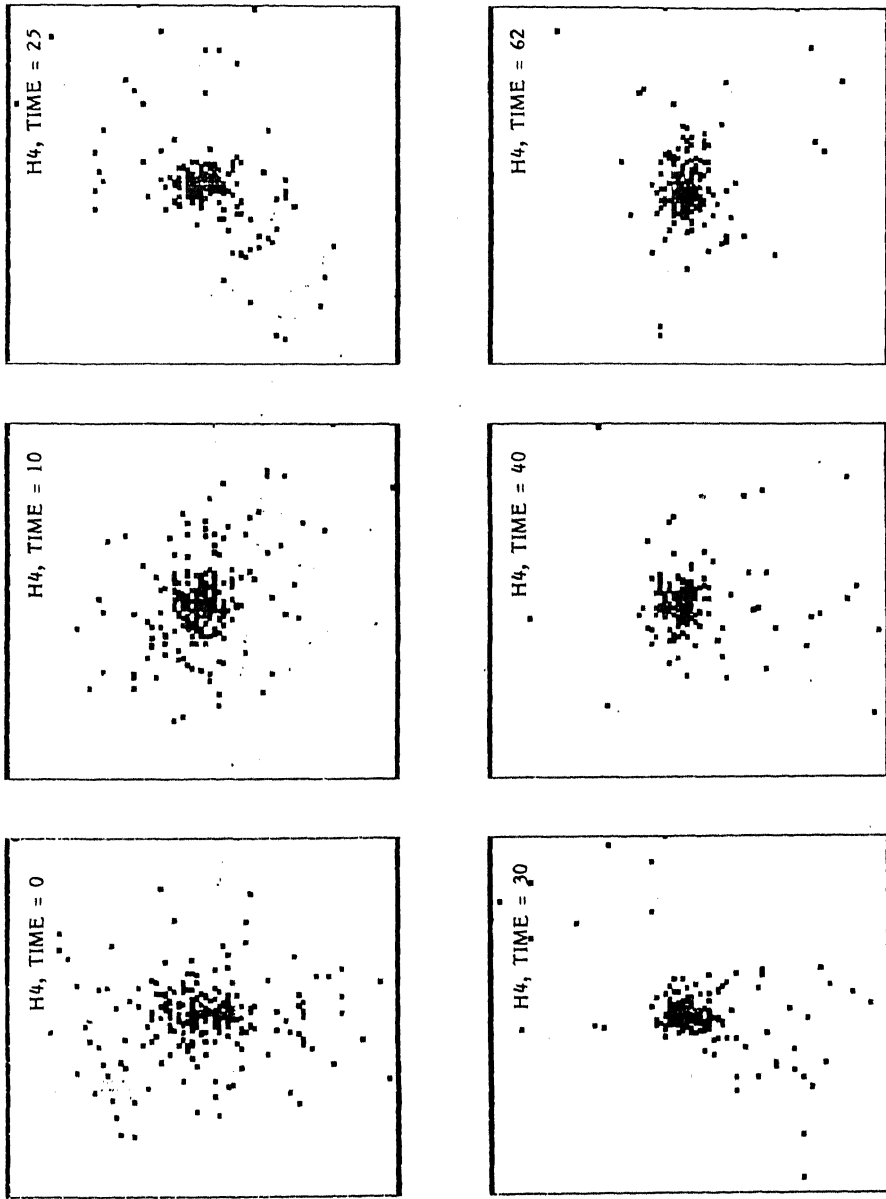 H4, TIME = 0
H4, TIME = 10
H4, TIME = 25
H4, TIME = 30
H4, TIME = 40
H4, TIME = 62